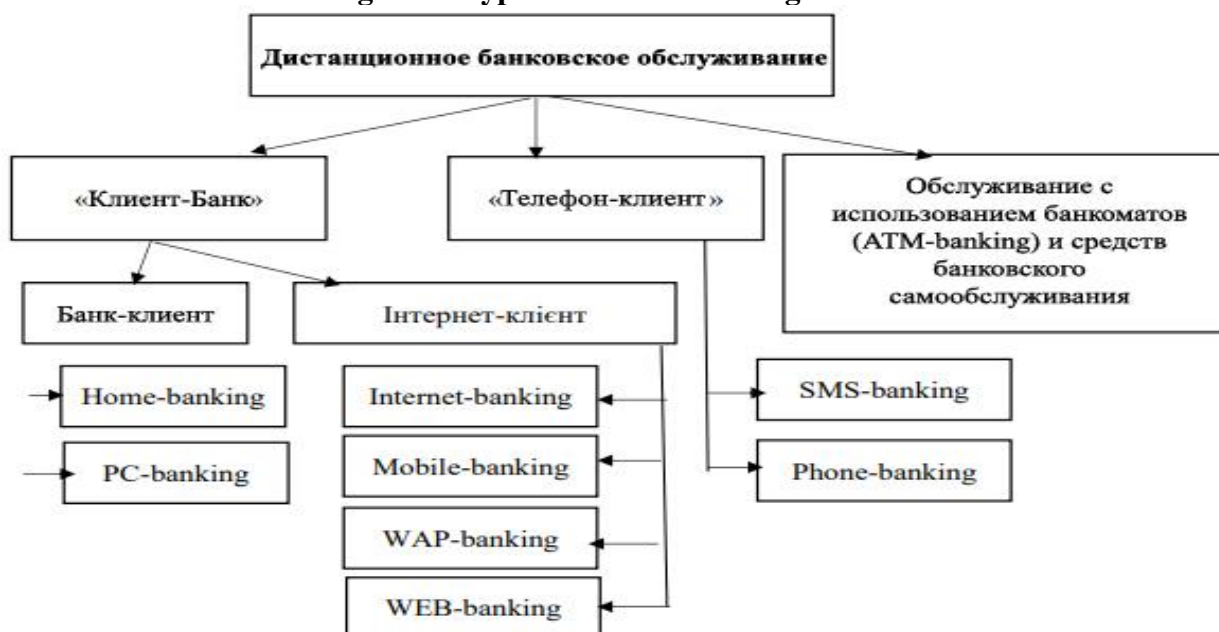 Дистанционное банковское обслуживание
«Клиент-Банк»
«Телефон-клиент»
Обслуживание с
использованием банкоматов
(ATM-banking) и средств
банковского
самообслуживания
Банк-клиент
Інтернет-клієнт
Home-banking
Internet-banking
SMS-banking
PC-banking
Mobile-banking
Phone-banking
WAP-banking
WEB-banking